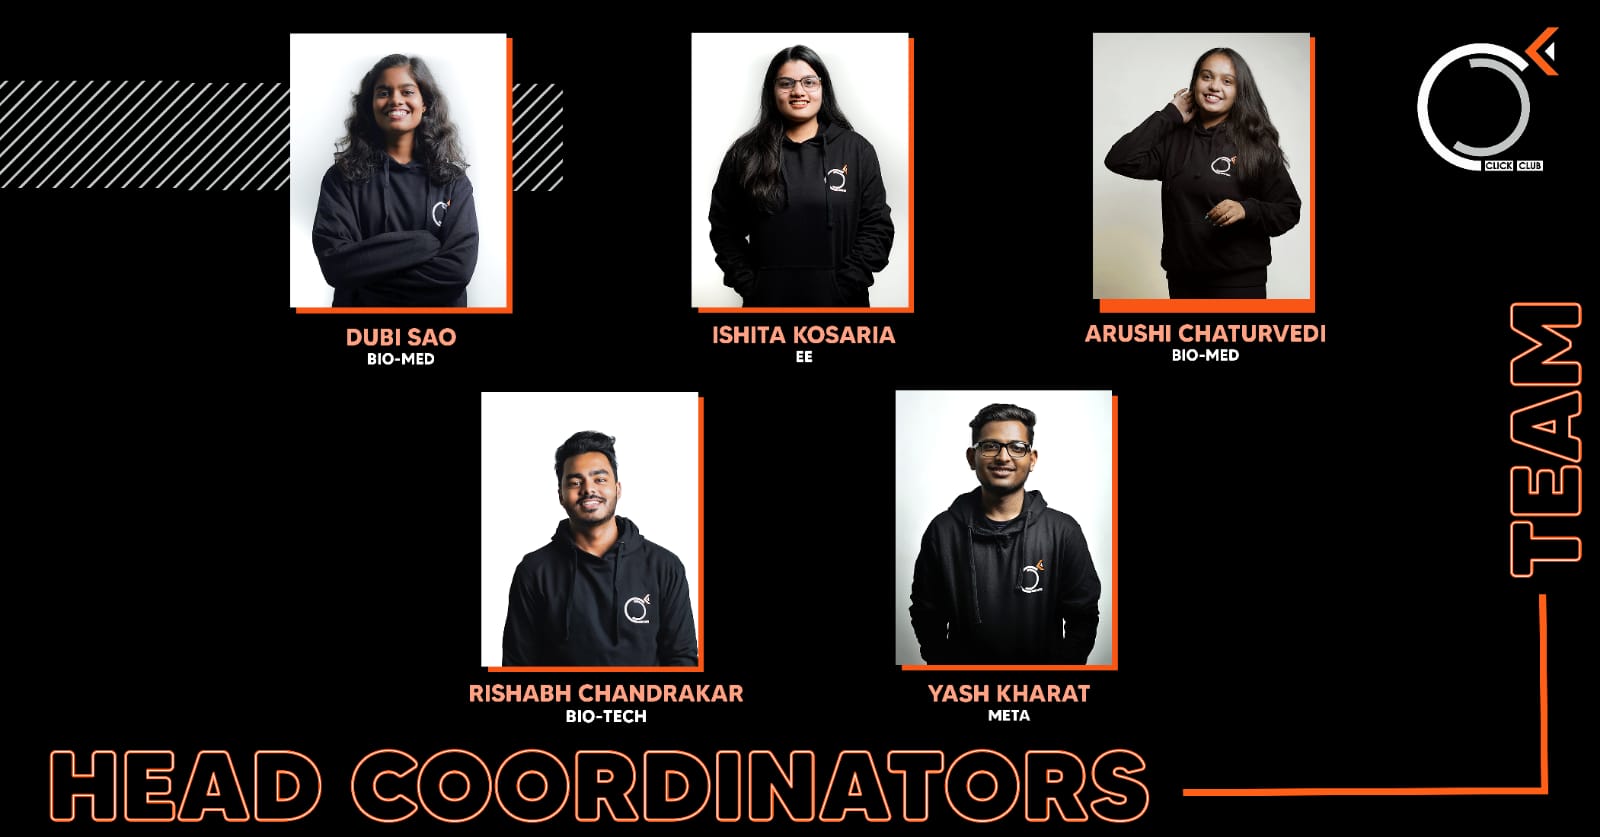 CLICK CLUB
DUBI SAO
BIO-MED
ISHITA KOSARIA
EE
ARUSHI CHATURVEDI
BIO-MED
RISHABH CHANDRAKAR
BIO-TECH
YASH KHARAT
META
TEAM
HEAD COORDINATORS